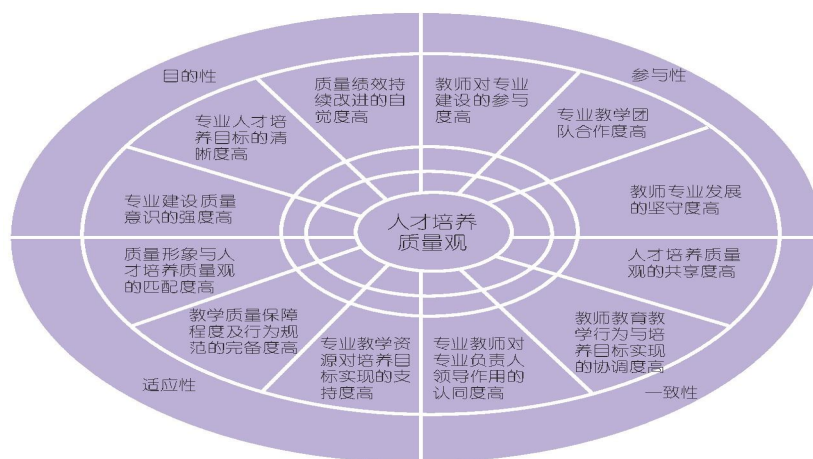 目的性
质量绩效持
续改进的自
觉度高
专业人才培
养目标的清
晰度高
专业建设质量
意识的强度高
参与性
教师对专业
建设的参与
度高
专业教学团
队合作度高
教师专业发展
的坚守度高
人才培养
质量观
质量形象与人
才培养质量观
的匹配度高
教学质量保障
程度及行为规
范的完备度高
专业教学资
源对培养目
标实现的支
持度高
适应性
人才培养质量
观的共享度高
教师教育教
学行为与培
养目标实现
的协调度高
专业教师对
专业负责人
领导作用的
认同度高
一致性